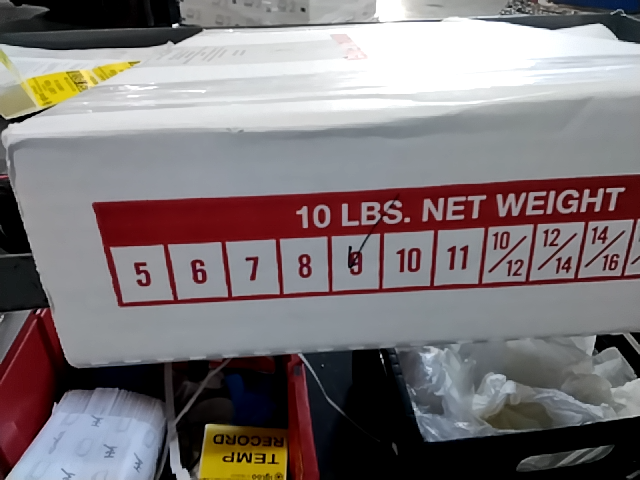 10 LBS. NET WEIGHT
5 6 7 8 9 10 11 10/12 12/14 14/16
TEMP
RECORD